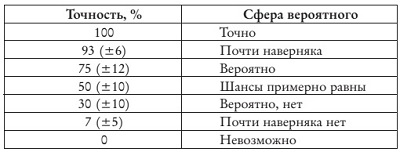 Точность, % Сфера вероятного
100 Точно
93 (±6) Почти наверняка
75 (±12) Вероятно
50 (±10) Шансы примерно равны
30 (±10) Вероятно, нет
7 (±5) Почти наверняка нет
0 Невозможно